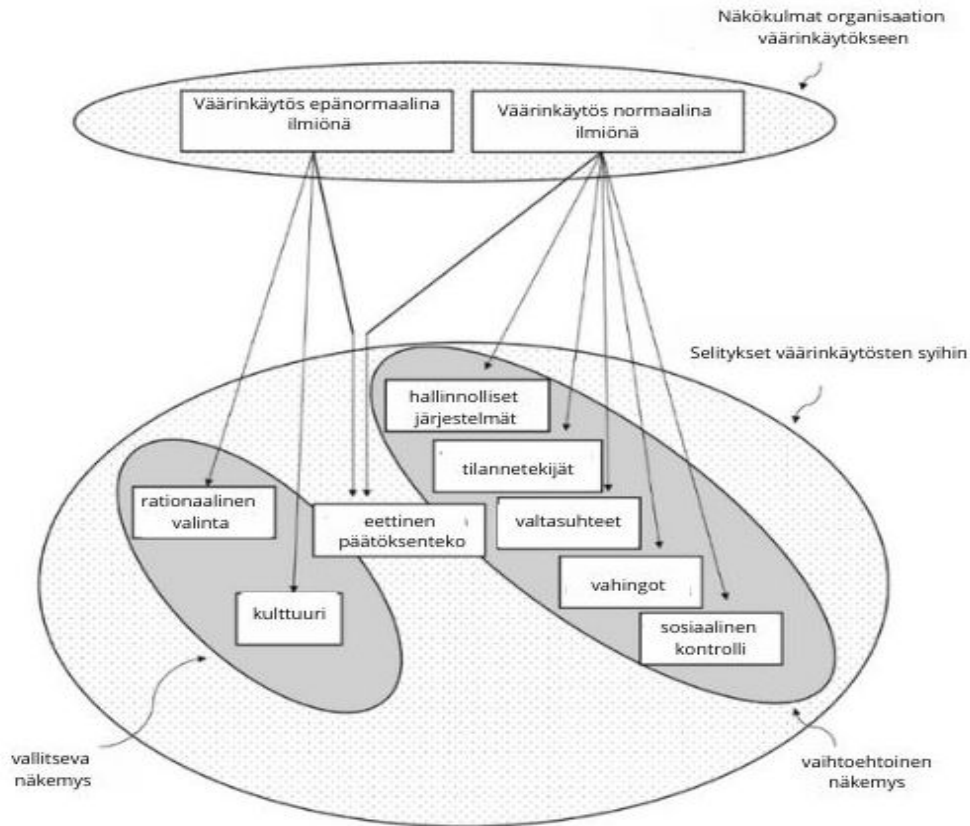 Näkökulmat organisaation
väärinkäytökseen
Väärinkäytös epänormaalina
ilmiönä
Väärinkäytös normaalina
ilmiönä
Selitykset väärinkäytösten syihin
hallinnolliset
järjestelmät
tilannetekijät
rationaalinen
valinta
eettinen
päätöksenteko
valtasuhteet
vahingot
kulttuuri
sosiaalinen
kontrolli
vallitseva
näkemys
vaihtoehtoinen
näkemys